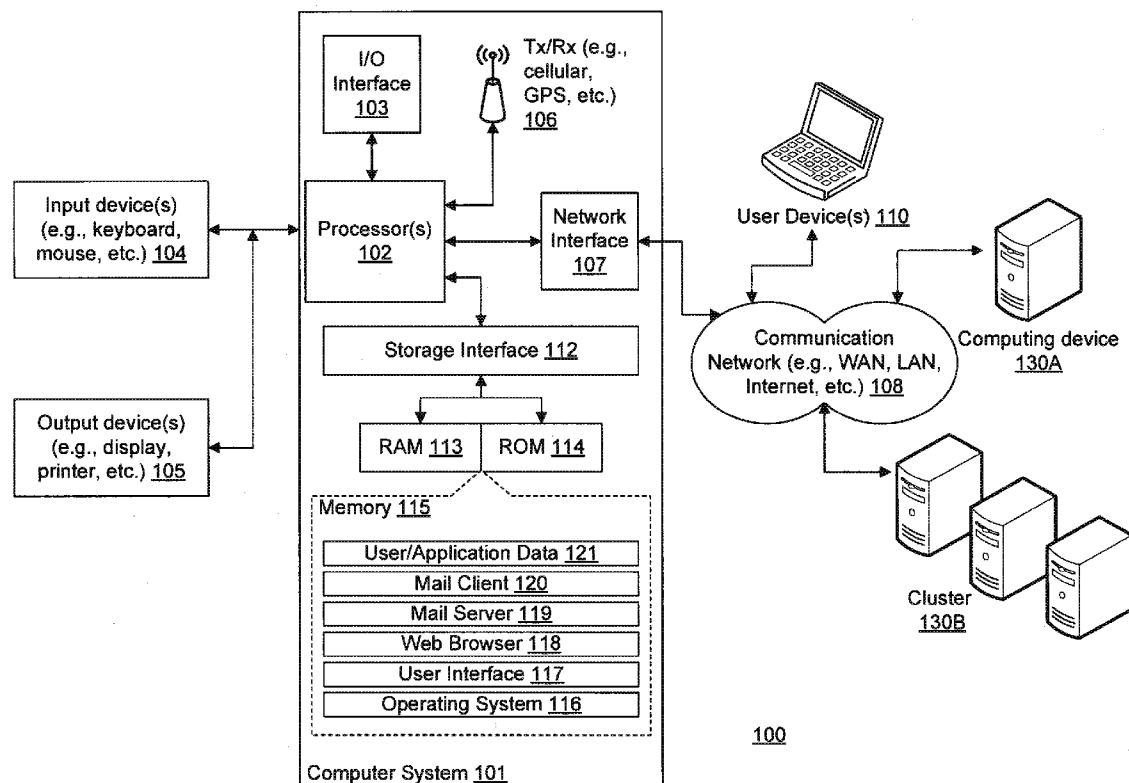 I/O
Interface
103
Tx/Rx (e.g.,
cellular,
GPS, etc.)
106
Input device(s)
(e.g., keyboard,
mouse, etc.) 104
Processor(s)
102
Network
Interface
107
User Device(s) 110
Storage Interface 112
Communication
Network (e.g., WAN, LAN,
Internet, etc.) 108
Computing device
130A
Output device(s)
(e.g., display,
printer, etc.) 105
RAM 113
ROM 114
Memory 115
User/Application Data 121
Mail Client 120
Mail Server 119
Web Browser 118
User Interface 117
Operating System 116
Cluster
130B
100
Computer System 101